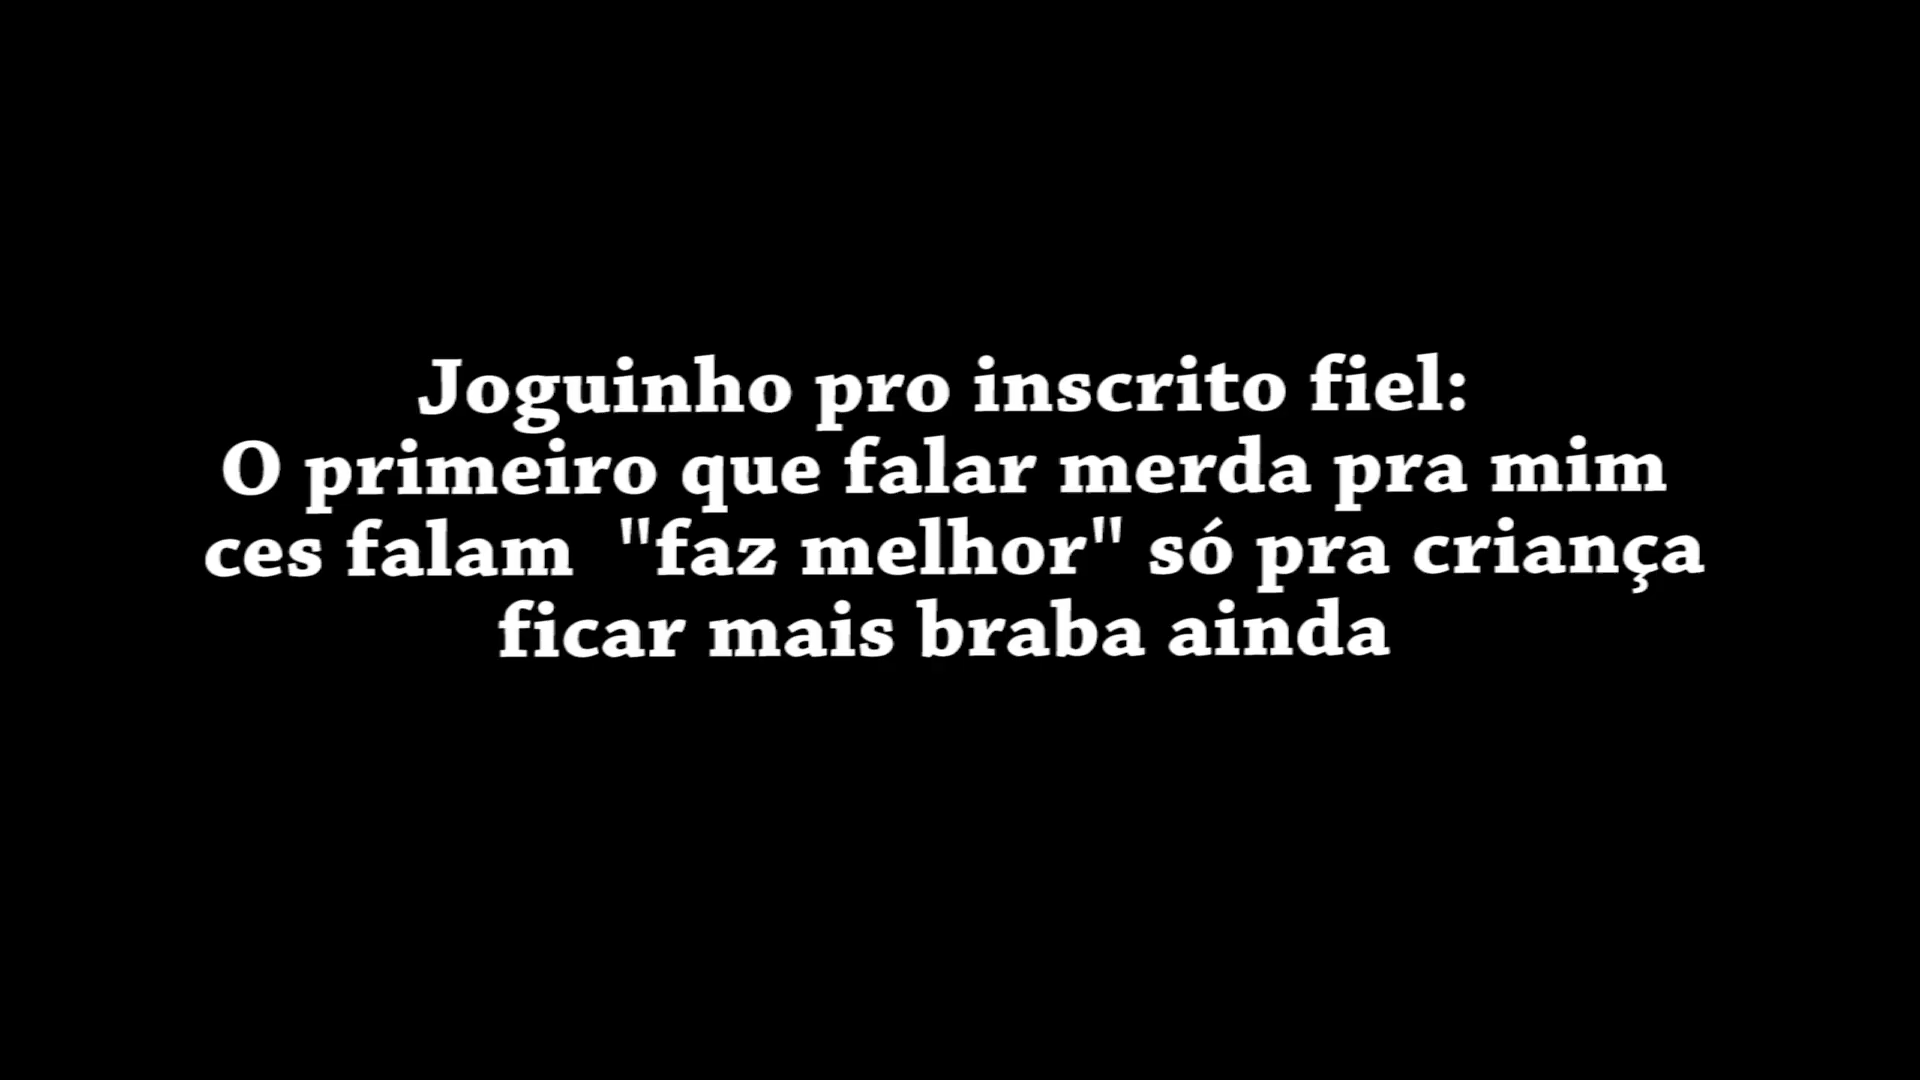 Joguinho pro inscrito fiel:
O primeiro que falar merda pra mim
ces falam "faz melhor" só pra criança
ficar mais braba ainda